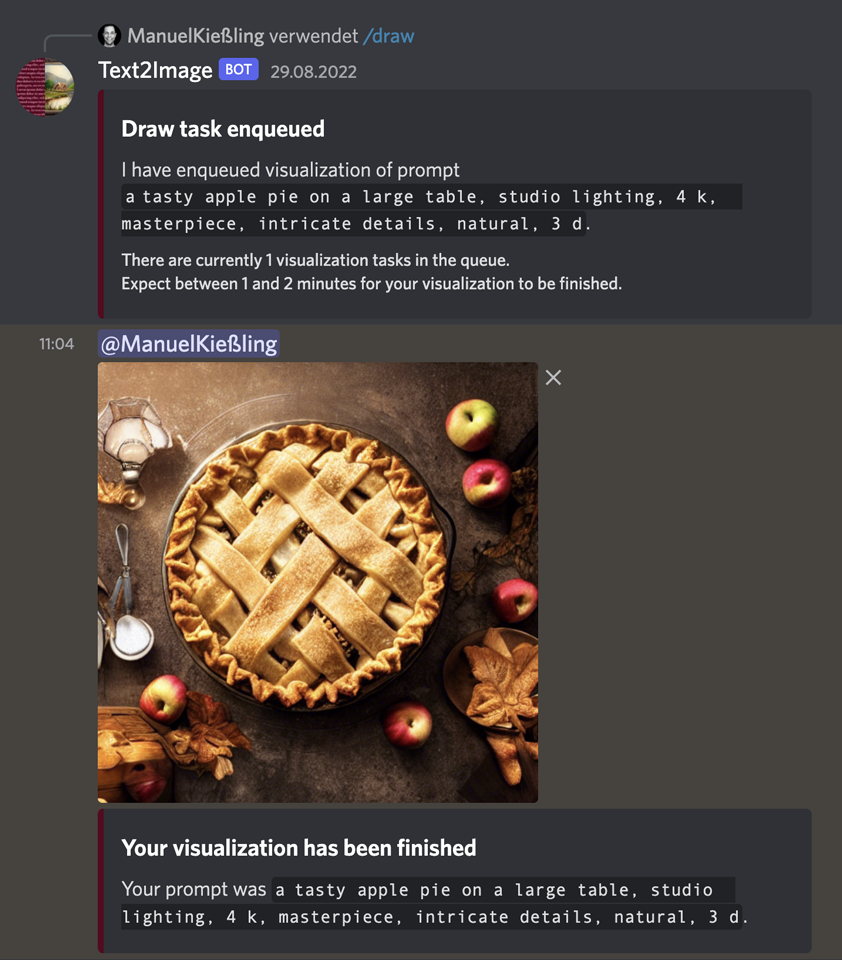 ManuelKießling verwendet /draw
Text2Image BOT 29.08.2022
Draw task enqueued
I have enqueued visualization of prompt
a tasty apple pie on a large table, studio lighting, 4 k,
masterpiece, intricate details, natural, 3 d.
There are currently 1 visualization tasks in the queue.
Expect between 1 and 2 minutes for your visualization to be finished.
11:04 @ManuelKießling
Your visualization has been finished
Your prompt was a tasty apple pie on a large table, studio
lighting, 4 k, masterpiece, intricate details, natural, 3 d.